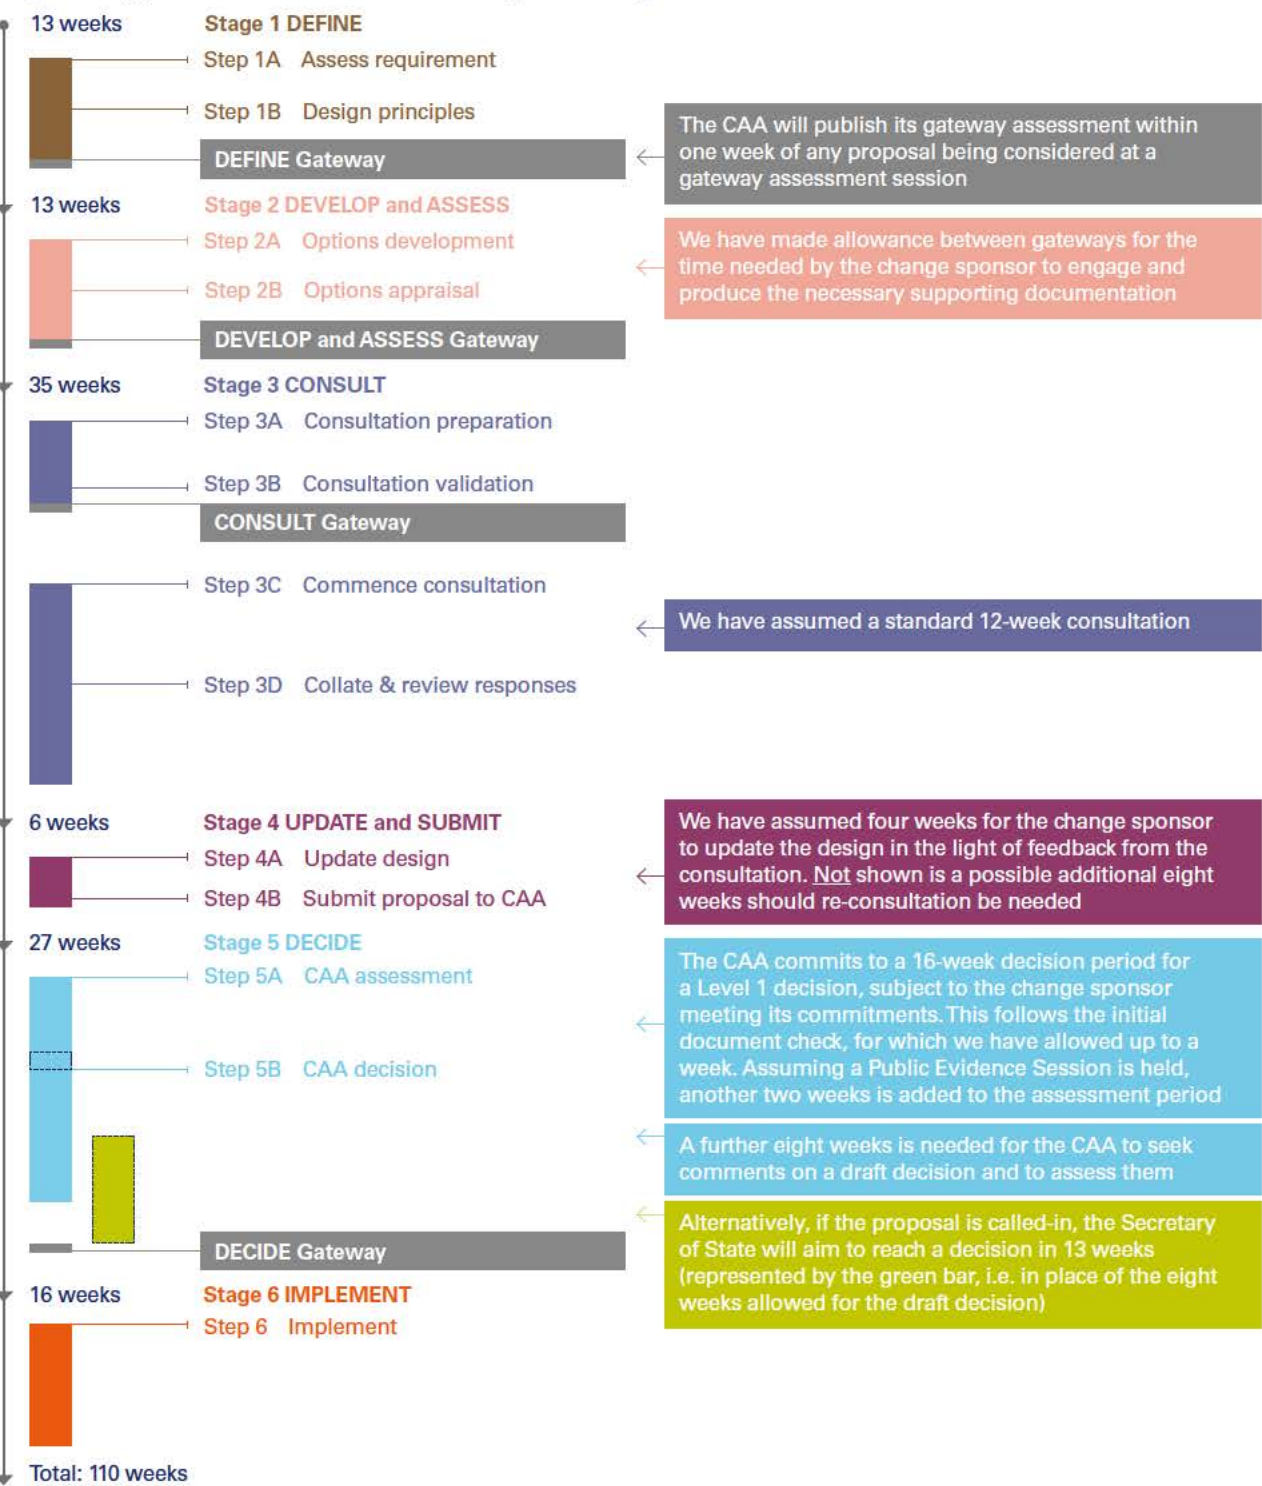 13 weeks Stage 1 DEFINE
Step 1A Assess requirement
Step 1B Design principles
DEFINE Gateway
The CAA will publish its gateway assessment within
one week of any proposal being considered at a
gateway assessment session
13 weeks Stage 2 DEVELOP and ASSESS
Step 2A Options development
Step 2B Options appraisal
We have made allowance between gateways for the
time needed by the change sponsor to engage and
produce the necessary supporting documentation
DEVELOP and ASSESS Gateway
35 weeks Stage 3 CONSULT
Step 3A Consultation preparation
Step 3B Consultation validation
CONSULT Gateway
Step 3C Commence consultation
We have assumed a standard 12-week consultation
Step 3D Collate & review responses
6 weeks Stage 4 UPDATE and SUBMIT
Step 4A Update design
Step 4B Submit proposal to CAA
We have assumed four weeks for the change sponsor
to update the design in the light of feedback from the
consultation. Not shown is a possible additional eight
weeks should re-consultation be needed
27 weeks Stage 5 DECIDE
Step 5A CAA assessment
Step 5B CAA decision
The CAA commits to a 16-week decision period for
a Level 1 decision, subject to the change sponsor
meeting its commitments. This follows the initial
document check, for which we have allowed up to a
week. Assuming a Public Evidence Session is held,
another two weeks is added to the assessment period
A further eight weeks is needed for the CAA to seek
comments on a draft decision and to assess them
Alternatively, if the proposal is called-in, the Secretary
of State will aim to reach a decision in 13 weeks
(represented by the green bar, i.e. in place of the eight
weeks allowed for the draft decision)
DECIDE Gateway
16 weeks Stage 6 IMPLEMENT
Step 6 Implement
Total: 110 weeks